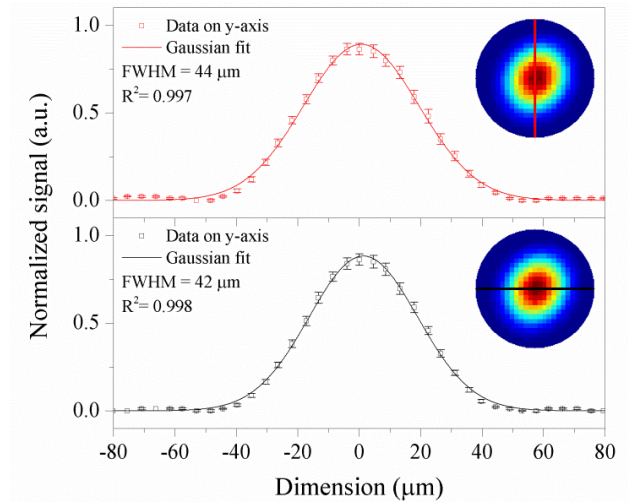 1.0
0.5
0.0
Data on y-axis
Gaussian fit
FWHM = 44 μm
R²= 0.997
1.0
0.5
0.0
Data on y-axis
Gaussian fit
FWHM = 42 μm
R²= 0.998
Normalized signal (a.u.)
-80 -60 -40 -20 0 20 40 60 80
Dimension (μm)